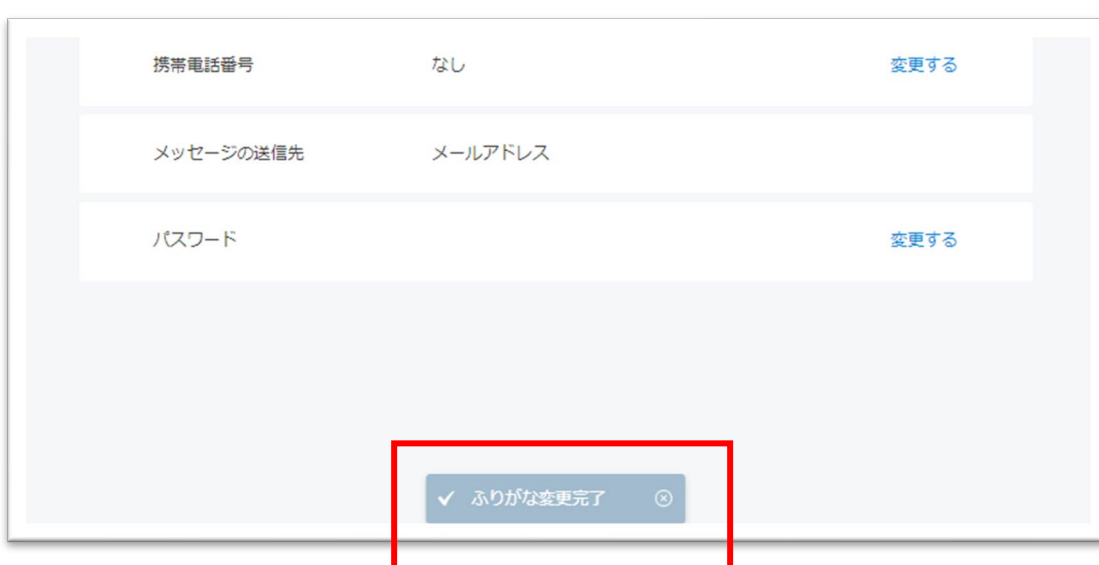 携帯電話番号 なし 変更する
メッセージの送信先 メールアドレス
パスワード 変更する
ふりがな変更完了